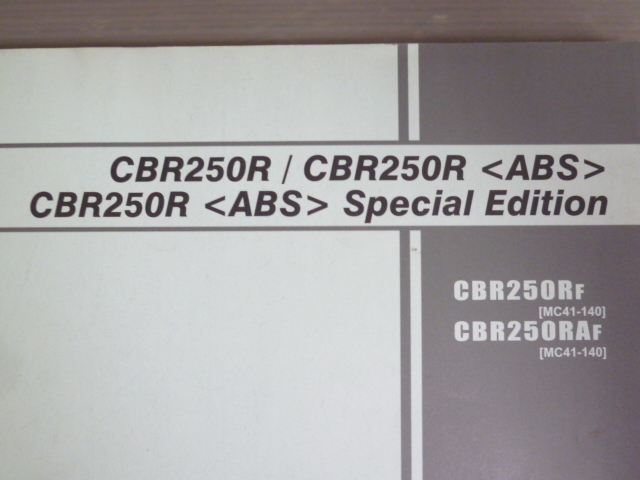 CBR250R / CBR250R <ABS>
CBR250R <ABS> Special Edition
CBR250RF
[MC41-140]
CBR250RAF
[MC41-140]